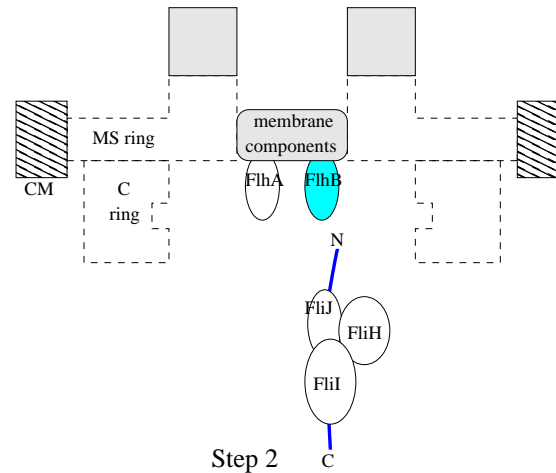 membrane
components
MS ring
CM
C
ring
FlhA
FlhB
N
FliJ
FliH
FliI
Step 2
C